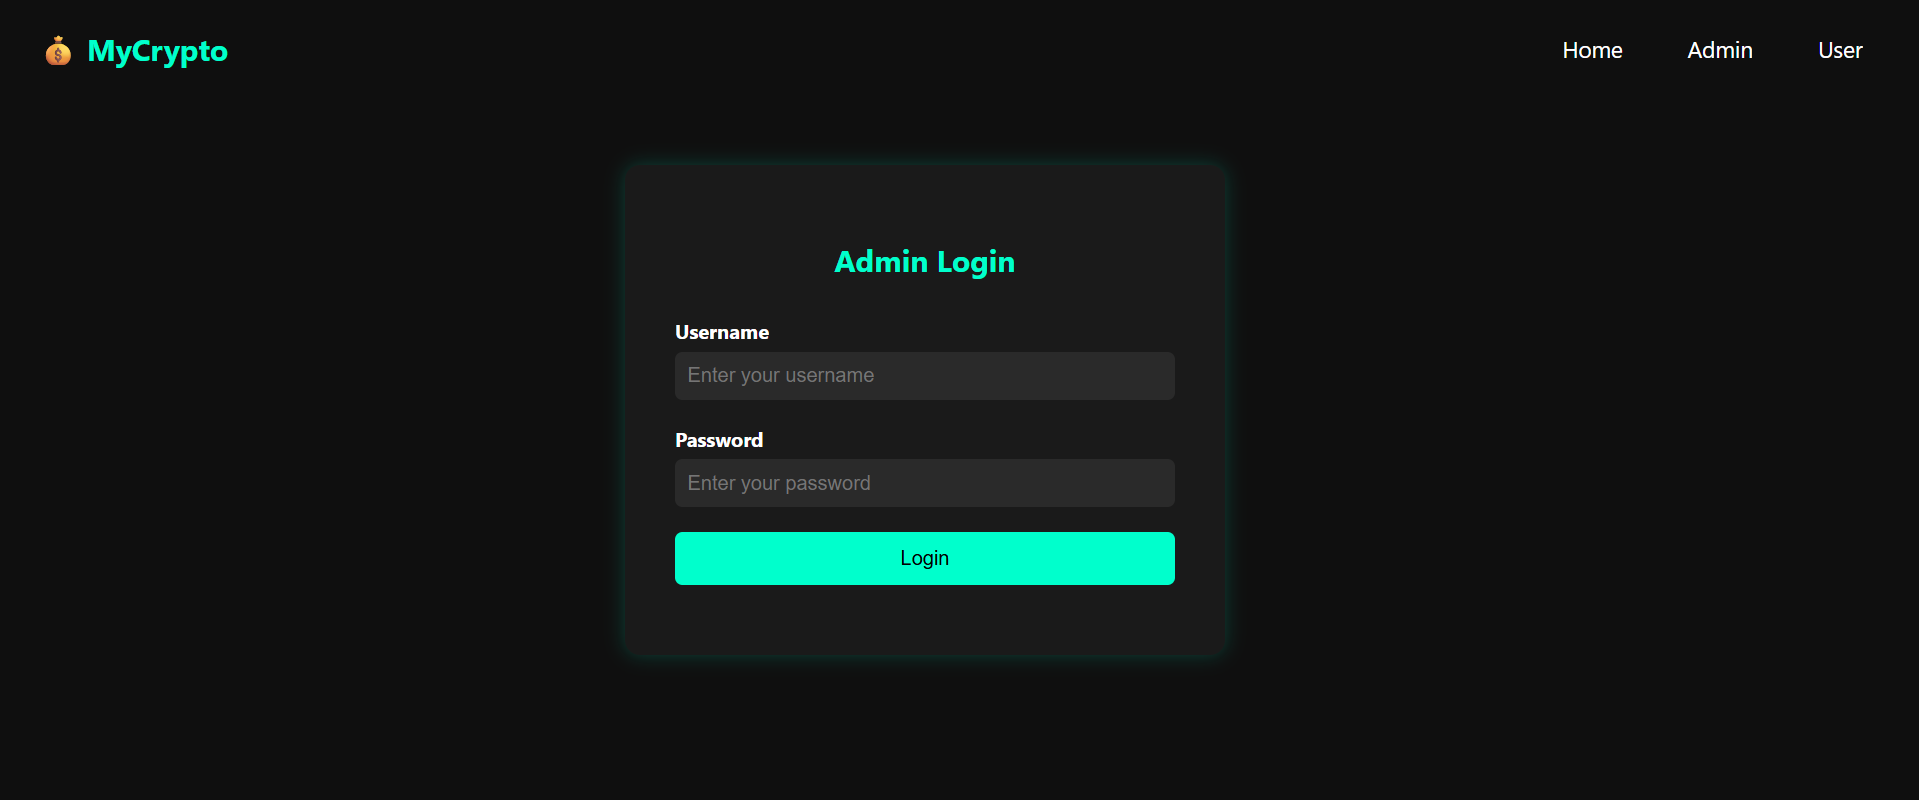 MyCrypto
Home Admin User
Admin Login
Username
Enter your username
Password
Enter your password
Login